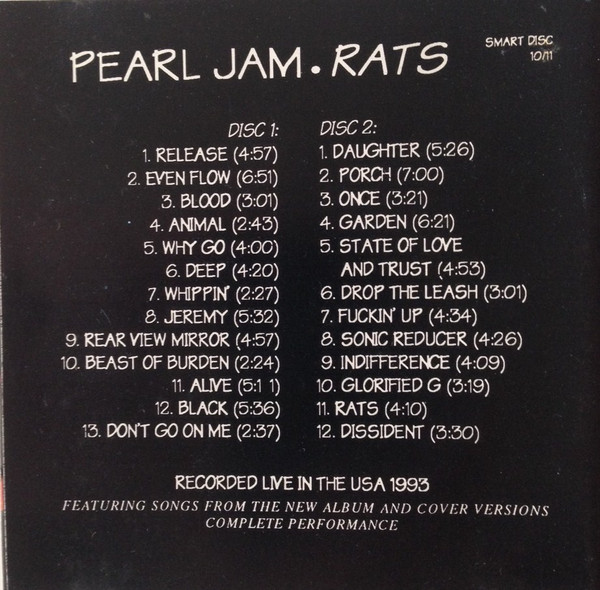 PEARL JAM • RATS
SMART DISC
10/11
DISC 1:
1. RELEASE (4:57)
2. EVEN FLOW (6:51)
3. BLOOD (3:01)
4. ANIMAL (2:43)
5. WHY GO (4:00)
6. DEEP (4:20)
7. WHIPPIN' (2:27)
8. JEREMY (5:32)
9. REAR VIEW MIRROR (4:57)
10. BEAST OF BURDEN (2:24)
11. ALIVE (5:1 1)
12. BLACK (5:36)
13. DON'T GO ON ME (2:37)
DISC 2:
1. DAUGHTER (5:26)
2. PORCH (7:00)
3. ONCE (3:21)
4. GARDEN (6:21)
5. STATE OF LOVE
AND TRUST (4:53)
6. DROP THE LEASH (3:01)
7. FUCKIN' UP (4:34)
8. SONIC REDUCER (4:26)
9. INDIFFERENCE (4:09)
10. GLORIFIED G (3:19)
11. RATS (4:10)
12. DISSIDENT (3:30)
RECORDED LIVE IN THE USA 1993
FEATURING SONGS FROM THE NEW ALBUM AND COVER VERSIONS
COMPLETE PERFORMANCE